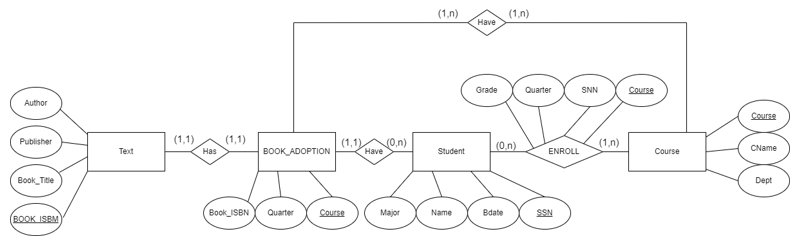 (1,n) Have (1,n)
Grade Quarter SNN Course
Author
Course
(1,1) (1,1) (1,1) (0,n) (0,n) (1,n)
Publisher
Text Has BOOK_ADOPTION Have Student ENROLL Course
CName
Book_Title
Dept
BOOK_ISBM Book_ISBN Quarter Course Major Name Bdate SSN